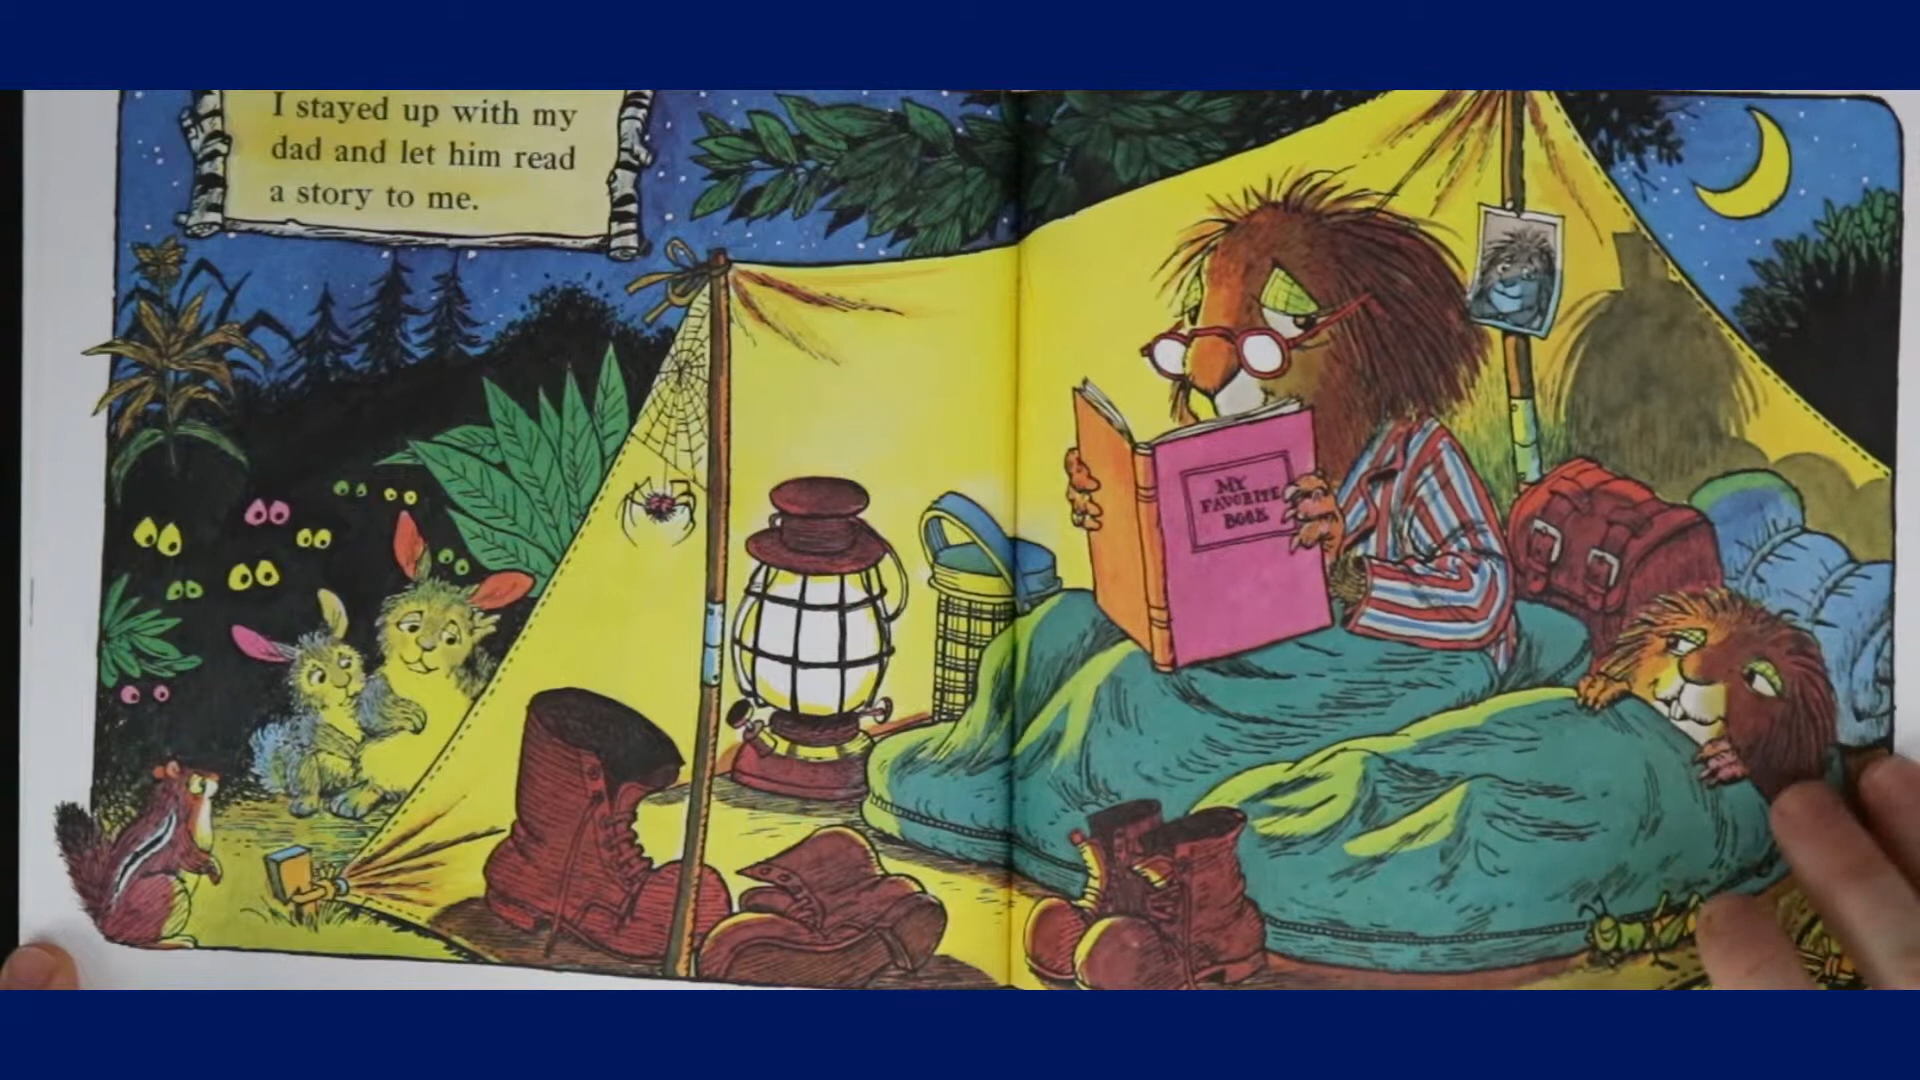 I stayed up with my
dad and let him read
a story to me.
MY
FAVORITE
BOOK